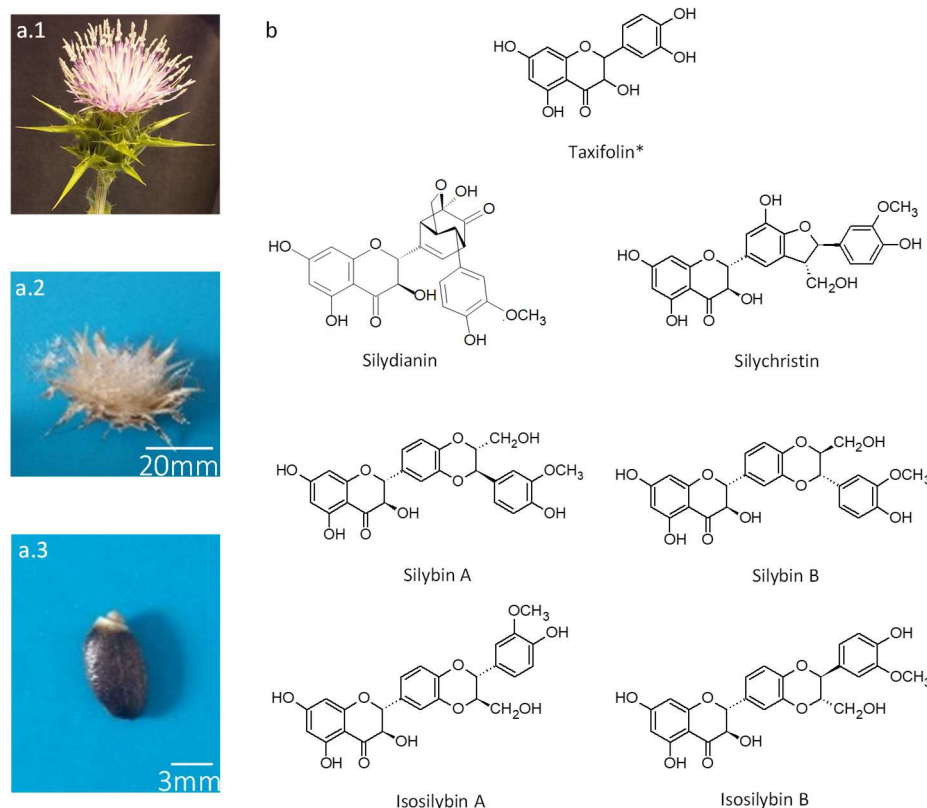 a.1
a.2
20mm
a.3
3mm
b
OH
HO
OH
O
OH
OH
O
Taxifolin*
O
OH
O
HO
O
OH
OH
O
OCH3
OH
Silydianin
HO
O
OCH3
OH
HO
O
CH2OH
OH
OH
O
Silychristin
O
CH2OH
HO
O
O
OCH3
OH
OH
OH
O
Silybin A
O
CH2OH
HO
O
O
OCH3
OH
OH
OH
O
Silybin B
OCH3
OH
O
HO
O
O
CH2OH
OH
OH
O
Isosilybin A
OH
O
OCH3
HO
O
O
CH2OH
OH
OH
O
Isosilybin B